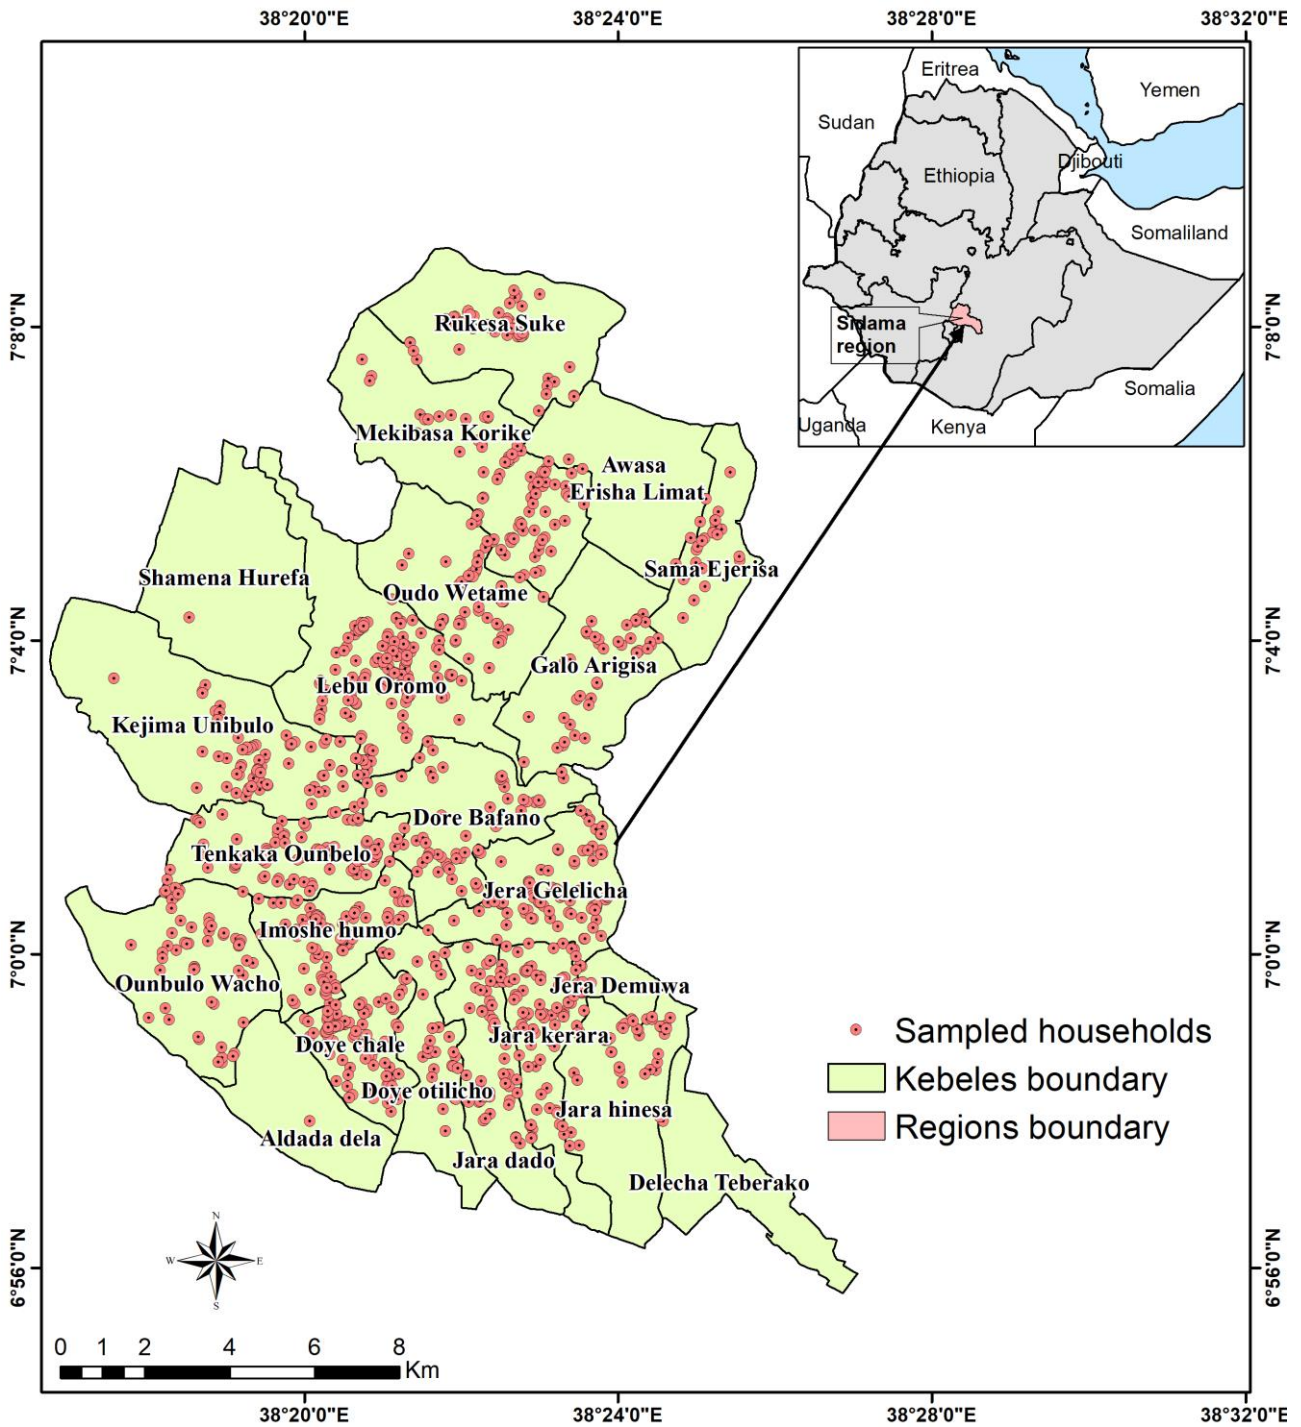 38°20'0"E
38°24'0"E
38°28'0"E
38°32'0"E
Eritrea
Yemen
Sudan
Djibouti
Ethiopia
Somaliland
Sidama
region
Somalia
Uganda
Kenya
7°8'0"N
7°8'0"N
Rukesa Suke
Mekibasa Korike
Awasa
Erisha Limat
Shamena Hurefa
Sama Ejerisa
Oudo Wetame
7°4'0"N
7°4'0"N
Galo Arigisa
Lebu Oromo
Kejima Unibulo
Dore Bafano
Tenkaka Ounbelo
Jera Gelelicha
Imoshe humo
7°0'0"N
7°0'0"N
Ounbulo Wacho
Jera Demuwa
Jara kerara
Doye chale
Doye otilicho
Jara hinesa
Aldada dela
Jara dado
Delecha Teberako
Sampled households
Kebeles boundary
Regions boundary
N
W
E
S
6°56'0"N
6°56'0"N
0 1 2 4 6 8
Km
38°20'0"E
38°24'0"E
38°28'0"E
38°32'0"E